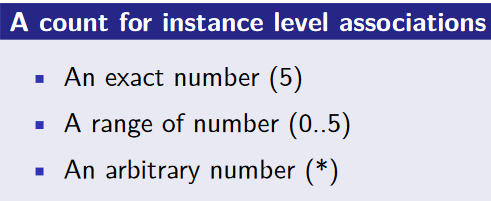 A count for instance level associations
An exact number (5)
A range of number (0..5)
An arbitrary number (*)